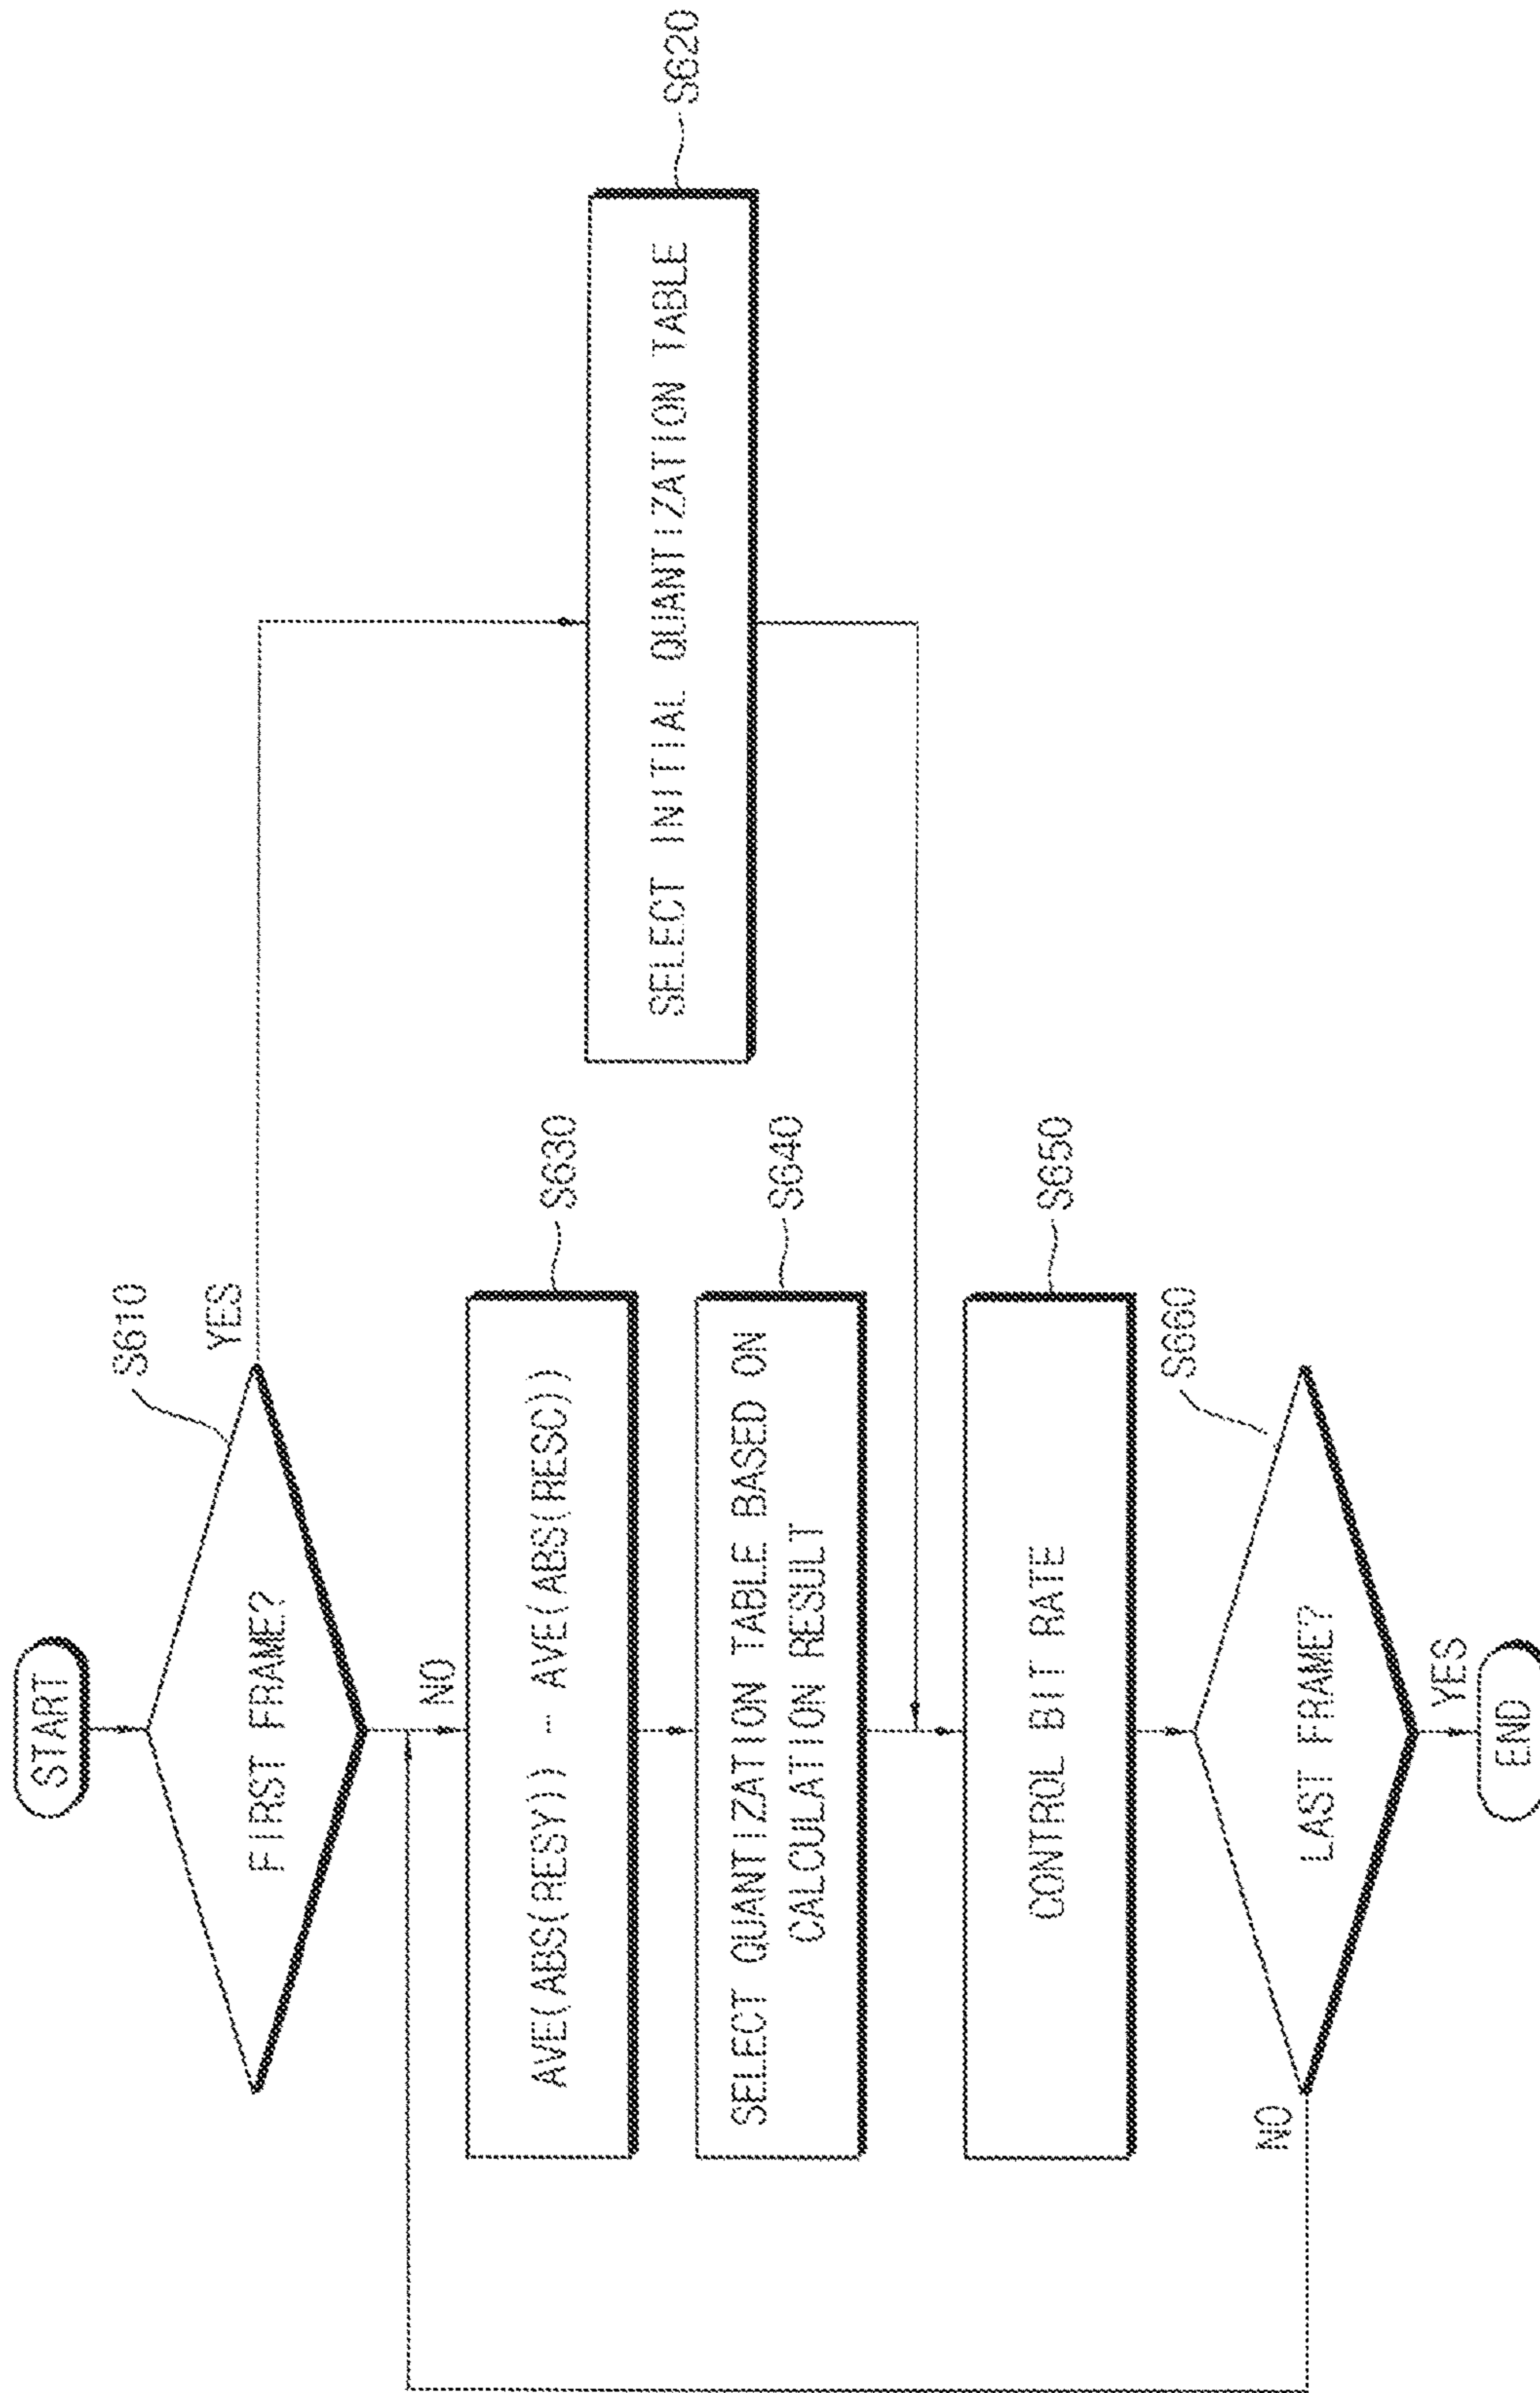 START
S610
FIRST FRAME?
YES
NO
S620
SELECT INITIAL QUANTIZATION TABLE
S630
AVE(ABS(RESY)) - AVE(ABS(RESC))
S640
SELECT QUANTIZATION TABLE BASED ON
CALCULATION RESULT
S650
CONTROL BIT RATE
S660
LAST FRAME?
NO
YES
END